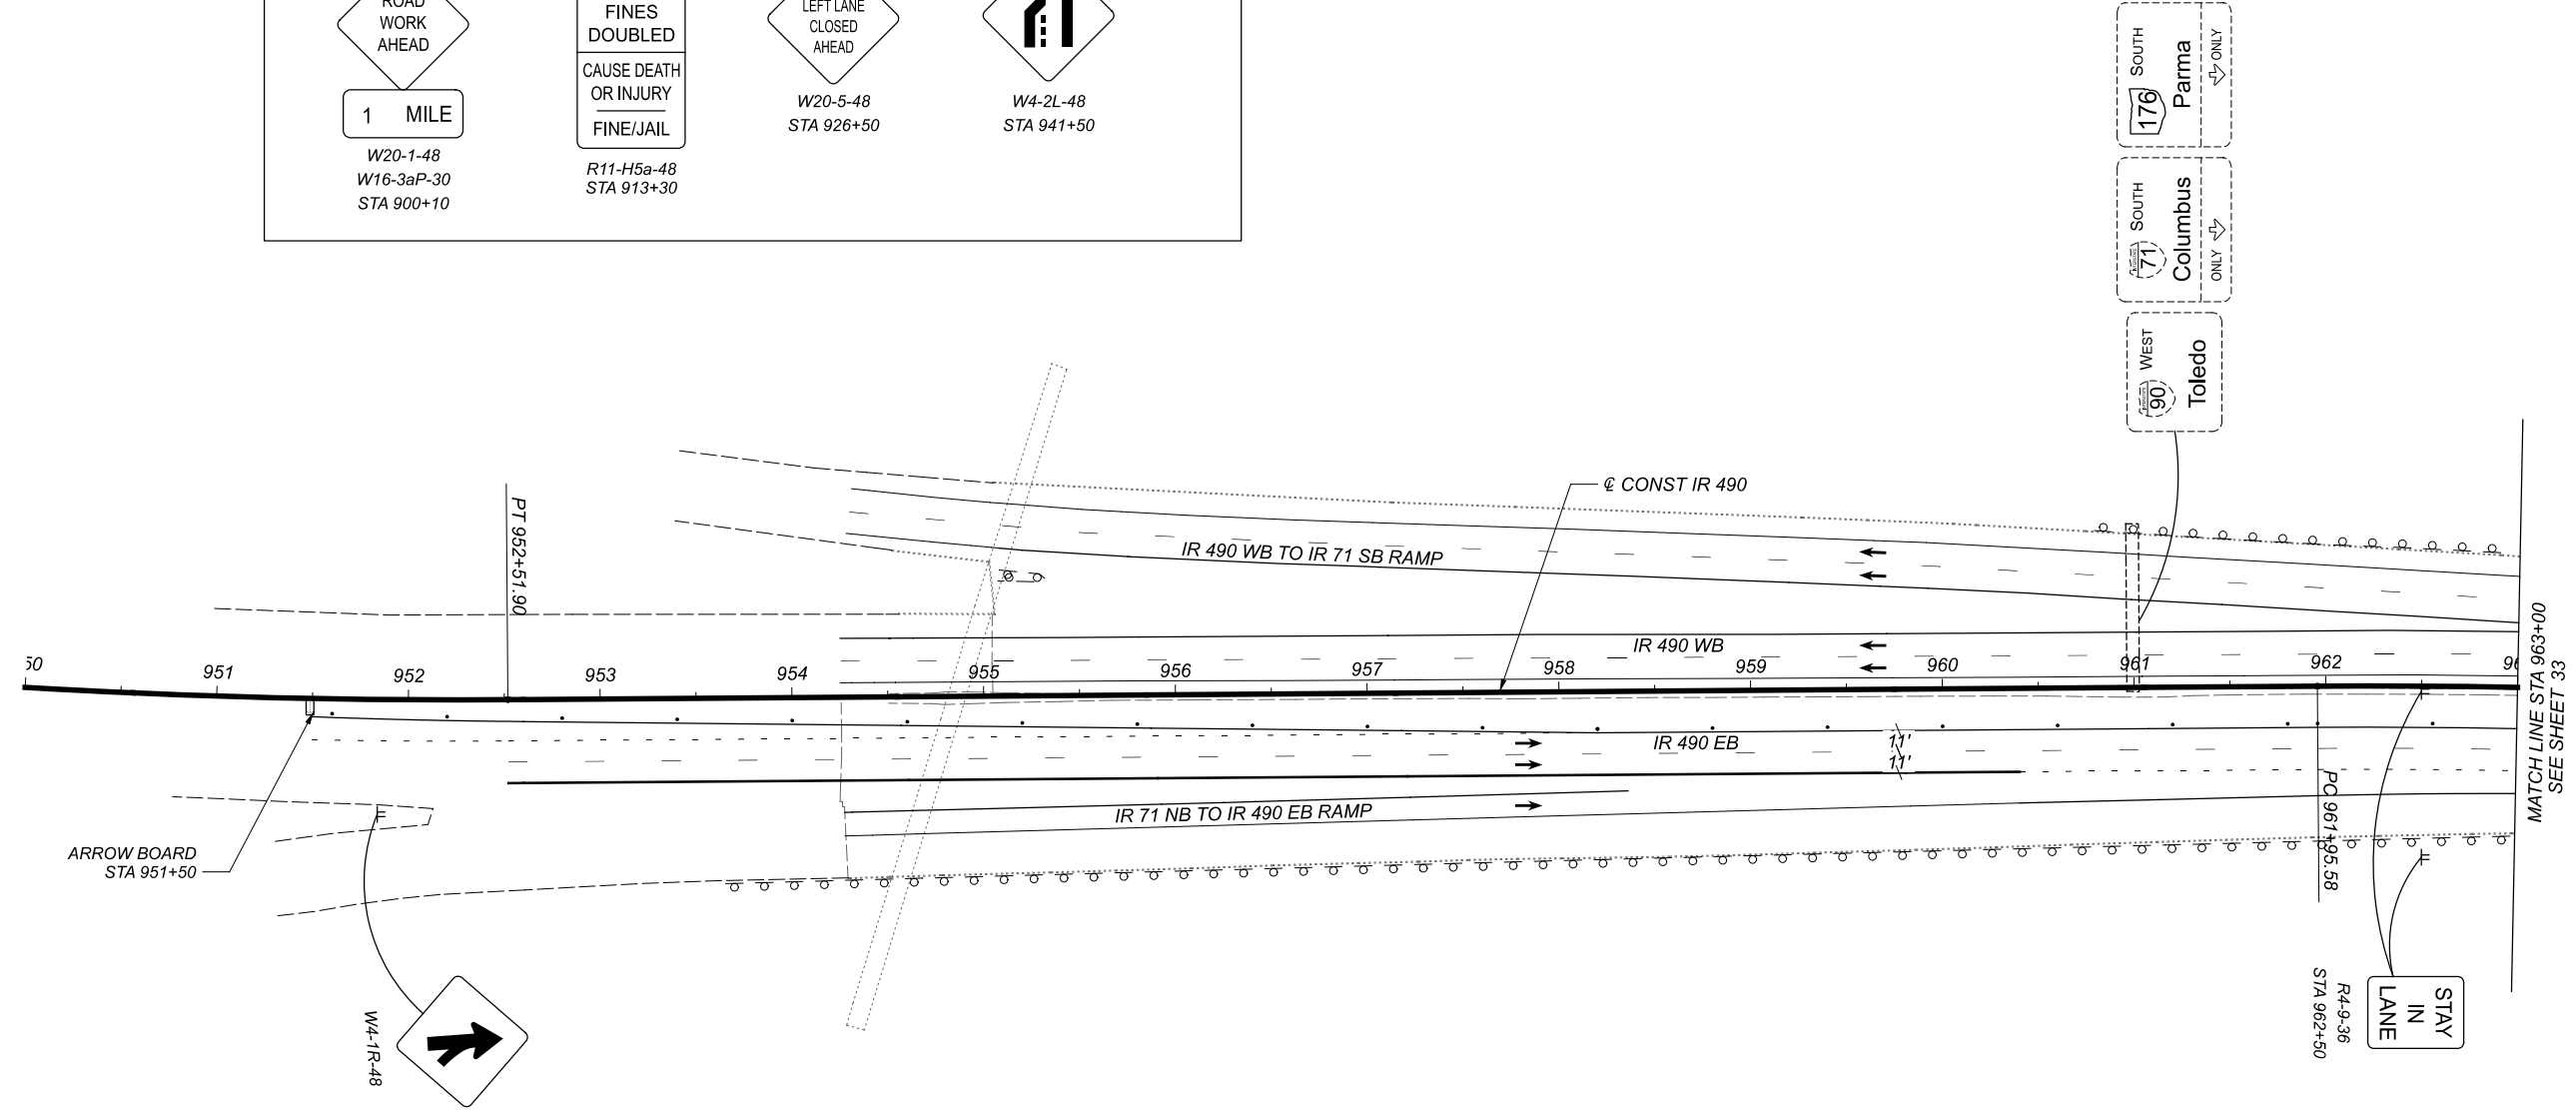 ROAD
WORK
AHEAD
1 MILE
W20-1-48
W16-3aP-30
STA 900+10
FINES
DOUBLED
CAUSE DEATH
OR INJURY
FINE/JAIL
R11-H5a-48
STA 913+30
LEFT LANE
CLOSED
AHEAD
W20-5-48
STA 926+50
W4-2L-48
STA 941+50
176 SOUTH
Parma
ONLY
71 SOUTH
Columbus
ONLY
90 WEST
Toledo
℄ CONST IR 490
PT 952+51.90
IR 490 WB TO IR 71 SB RAMP
IR 490 WB
951
952
953
954
955
956
957
958
959
960
961
962
IR 490 EB
11'
11'
IR 71 NB TO IR 490 EB RAMP
ARROW BOARD
STA 951+50
W4-1R-48
PC 961+95.58
STAY
IN
LANE
R4-9-36
STA 962+50
MATCH LINE STA 963+00
SEE SHEET 33